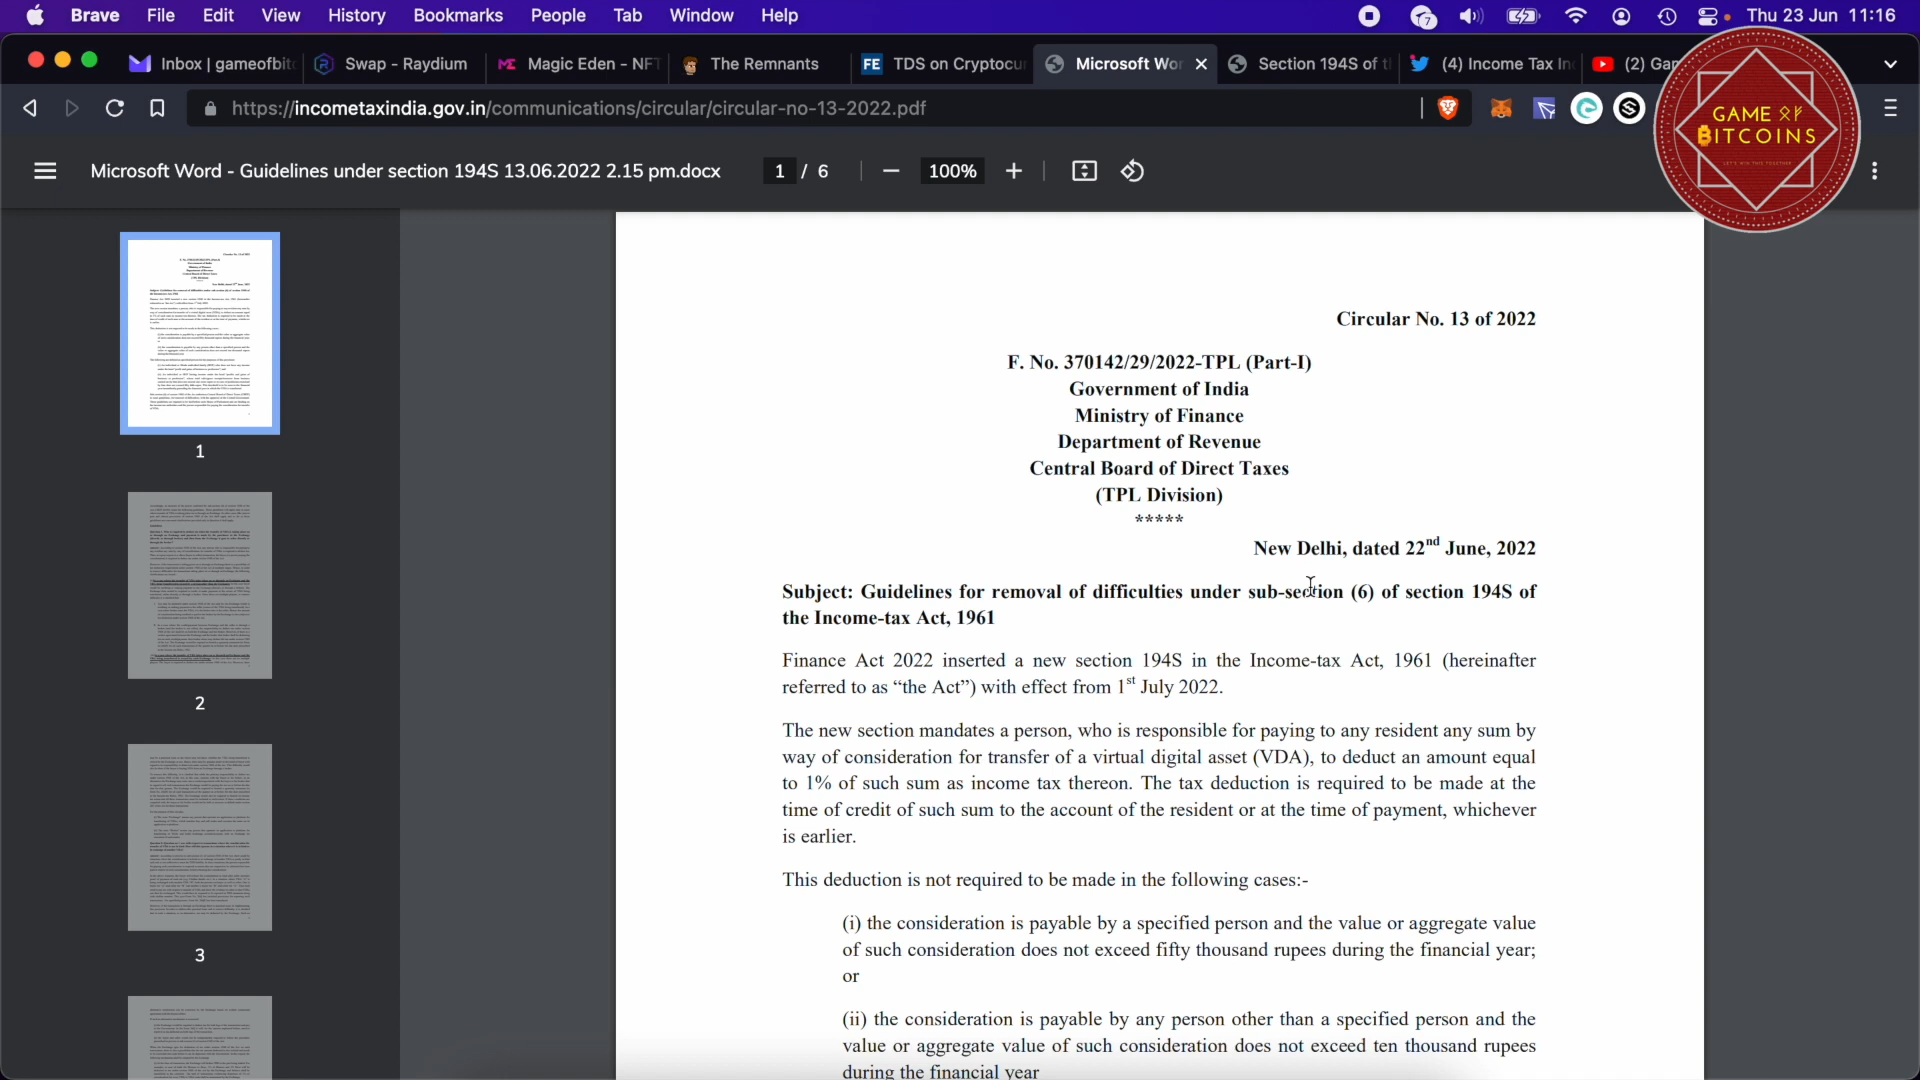 Brave File Edit View History Bookmarks People Tab Window Help 7 Thu 23 Jun 11:16
Inbox | gameofbit Swap - Raydium Magic Eden - NFT The Remnants FE TDS on Cryptocur Microsoft Wor Section 194S of t (4) Income Tax In (2) Gar
https://incometaxindia.gov.in/communications/circular/circular-no-13-2022.pdf
GAME OF
BITCOINS
LET'S WIN THIS TOGETHER
Microsoft Word - Guidelines under section 194S 13.06.2022 2.15 pm.docx 1 / 6 − 100% +
1
2
3
Circular No. 13 of 2022
F. No. 370142/29/2022-TPL (Part-I)
Government of India
Ministry of Finance
Department of Revenue
Central Board of Direct Taxes
(TPL Division)
*****
New Delhi, dated 22nd June, 2022
Subject: Guidelines for removal of difficulties under sub-section (6) of section 194S of
the Income-tax Act, 1961
Finance Act 2022 inserted a new section 194S in the Income-tax Act, 1961 (hereinafter
referred to as “the Act”) with effect from 1st July 2022.
The new section mandates a person, who is responsible for paying to any resident any sum by
way of consideration for transfer of a virtual digital asset (VDA), to deduct an amount equal
to 1% of such sum as income tax thereon. The tax deduction is required to be made at the
time of credit of such sum to the account of the resident or at the time of payment, whichever
is earlier.
This deduction is not required to be made in the following cases:-
(i) the consideration is payable by a specified person and the value or aggregate value
of such consideration does not exceed fifty thousand rupees during the financial year;
or
(ii) the consideration is payable by any person other than a specified person and the
value or aggregate value of such consideration does not exceed ten thousand rupees
during the financial year